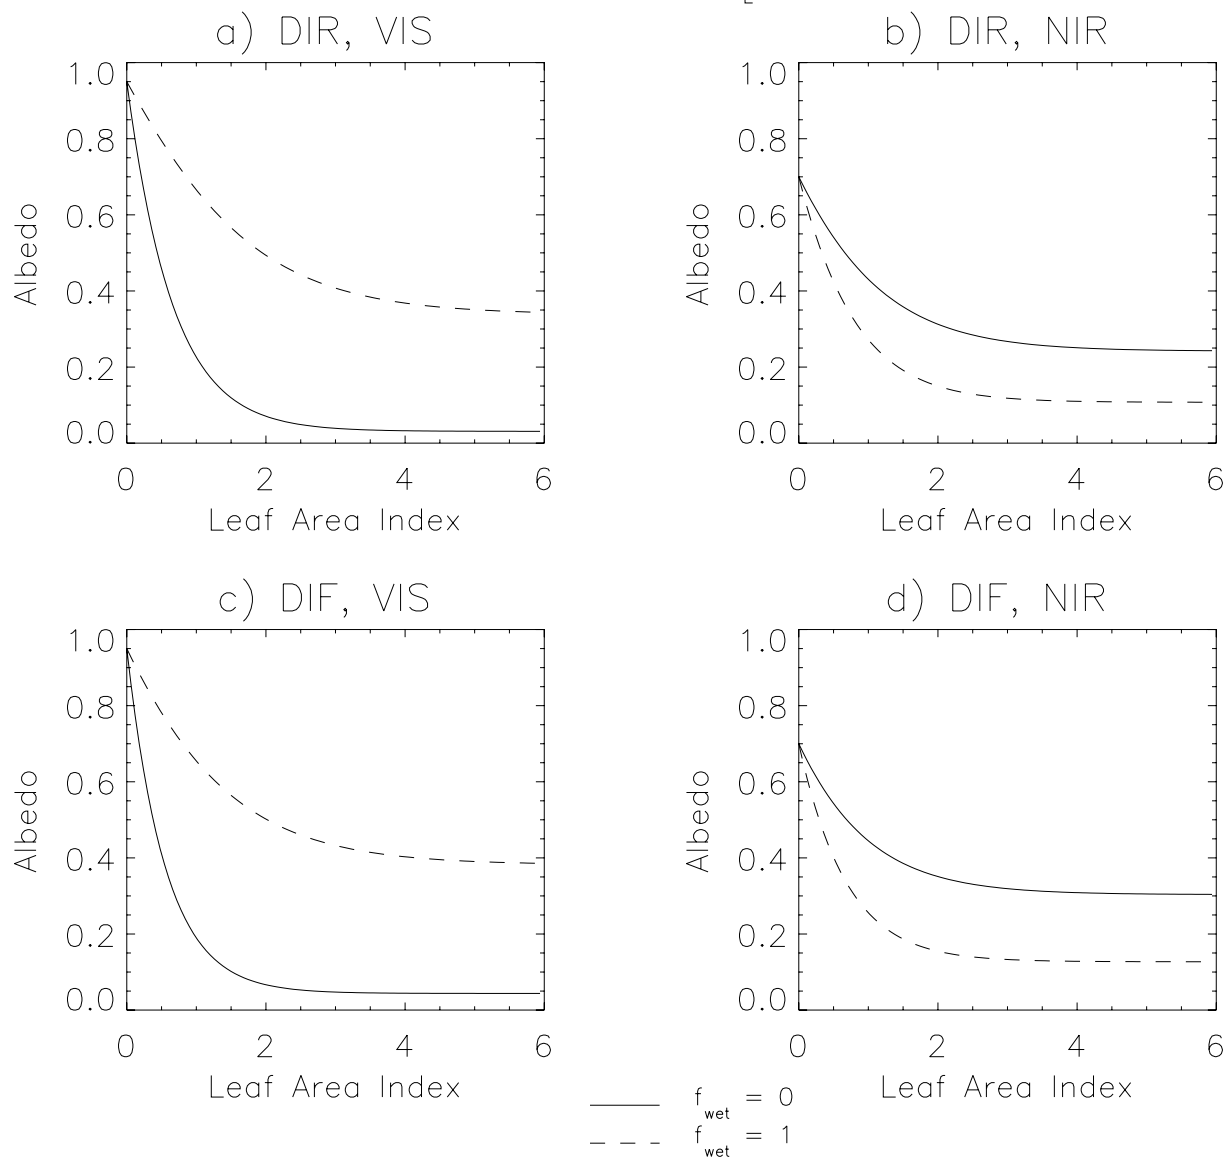 L
a) DIR, VIS
1.0
0.8
0.6
0.4
0.2
0.0
Albedo
0 2 4 6
Leaf Area Index
b) DIR, NIR
1.0
0.8
0.6
0.4
0.2
0.0
Albedo
0 2 4 6
Leaf Area Index
c) DIF, VIS
1.0
0.8
0.6
0.4
0.2
0.0
Albedo
0 2 4 6
Leaf Area Index
d) DIF, NIR
1.0
0.8
0.6
0.4
0.2
0.0
Albedo
0 2 4 6
Leaf Area Index
f_wet = 0
f_wet = 1